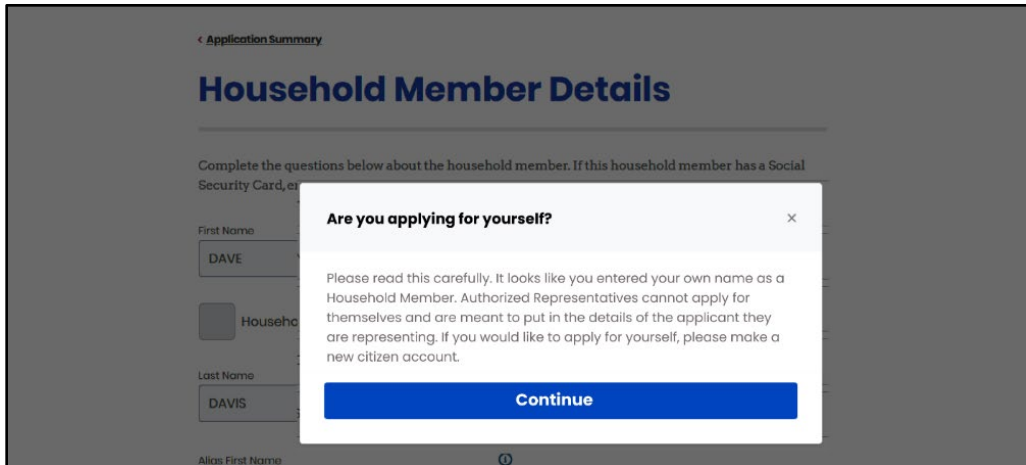 ‹ Application Summary
Household Member Details
Complete the questions below about the household member. If this household member has a Social
Security Card,
Are you applying for yourself?
×
First Name
DAVE
Please read this carefully. It looks like you entered your own name as a
Household Member. Authorized Representatives cannot apply for
themselves and are meant to put in the details of the applicant they
are representing. If you would like to apply for yourself, please make a
new citizen account.
Last Name
DAVIS
Continue
Alias First Name